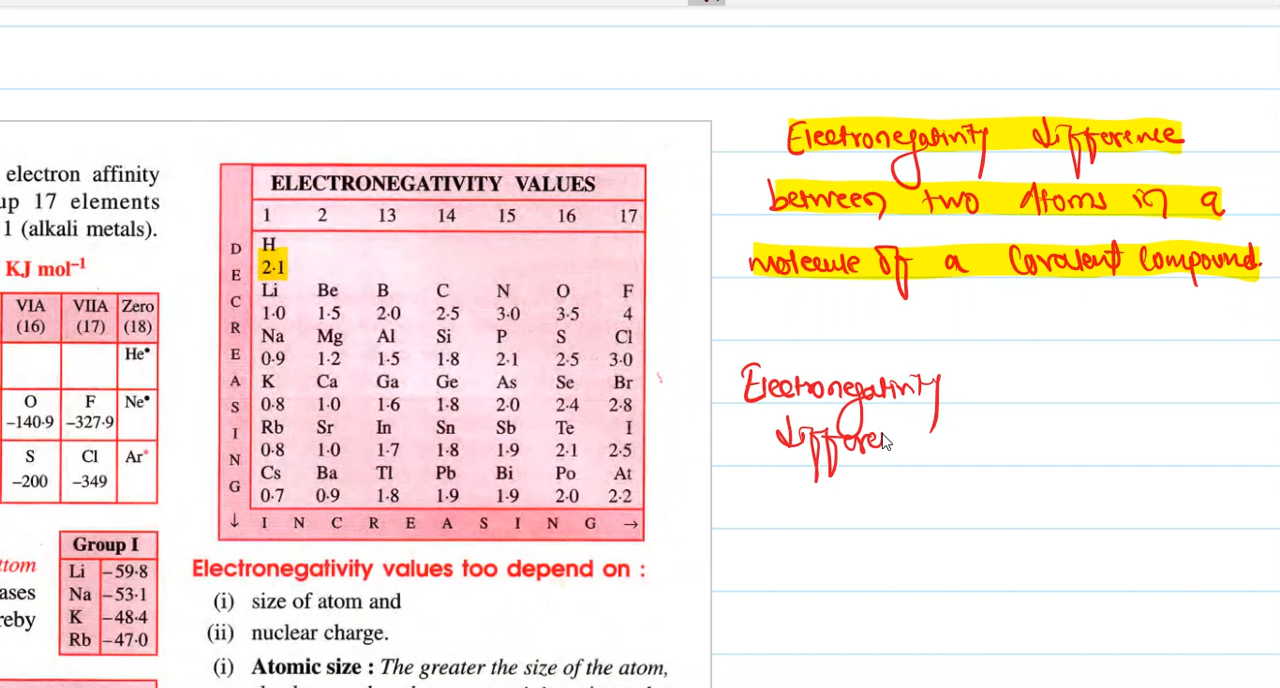 electron affinity
up 17 elements
1 (alkali metals).
KJ mol⁻¹
VIA VIIA Zero
(16) (17) (18)
He•
O F Ne•
-140·9 -327·9
S Cl Ar*
-200 -349
Group I
Li -59·8
Na -53·1
K -48·4
Rb -47·0
ttom
ases
reby
ELECTRONEGATIVITY VALUES
1 2 13 14 15 16 17
H
2·1
Li Be B C N O F
1·0 1·5 2·0 2·5 3·0 3·5 4
Na Mg Al Si P S Cl
0·9 1·2 1·5 1·8 2·1 2·5 3·0
K Ca Ga Ge As Se Br
0·8 1·0 1·6 1·8 2·0 2·4 2·8
Rb Sr In Sn Sb Te I
0·8 1·0 1·7 1·8 1·9 2·1 2·5
Cs Ba Tl Pb Bi Po At
0·7 0·9 1·8 1·9 1·9 2·0 2·2
DECREASING ↓
INCREASING →
Electronegativity values too depend on :
(i) size of atom and
(ii) nuclear charge.
(i) Atomic size : The greater the size of the atom,
Electronegativity difference
between two Atoms in a
molecule of a Covalent Compound.
Electronegativity
differe